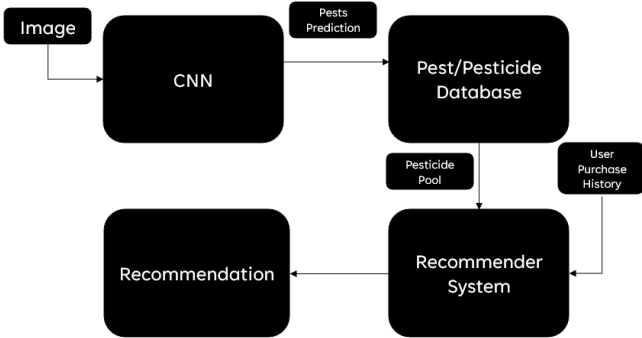 Image
Pests
Prediction
CNN
Pest/Pesticide
Database
Pesticide
Pool
User
Purchase
History
Recommendation
Recommender
System